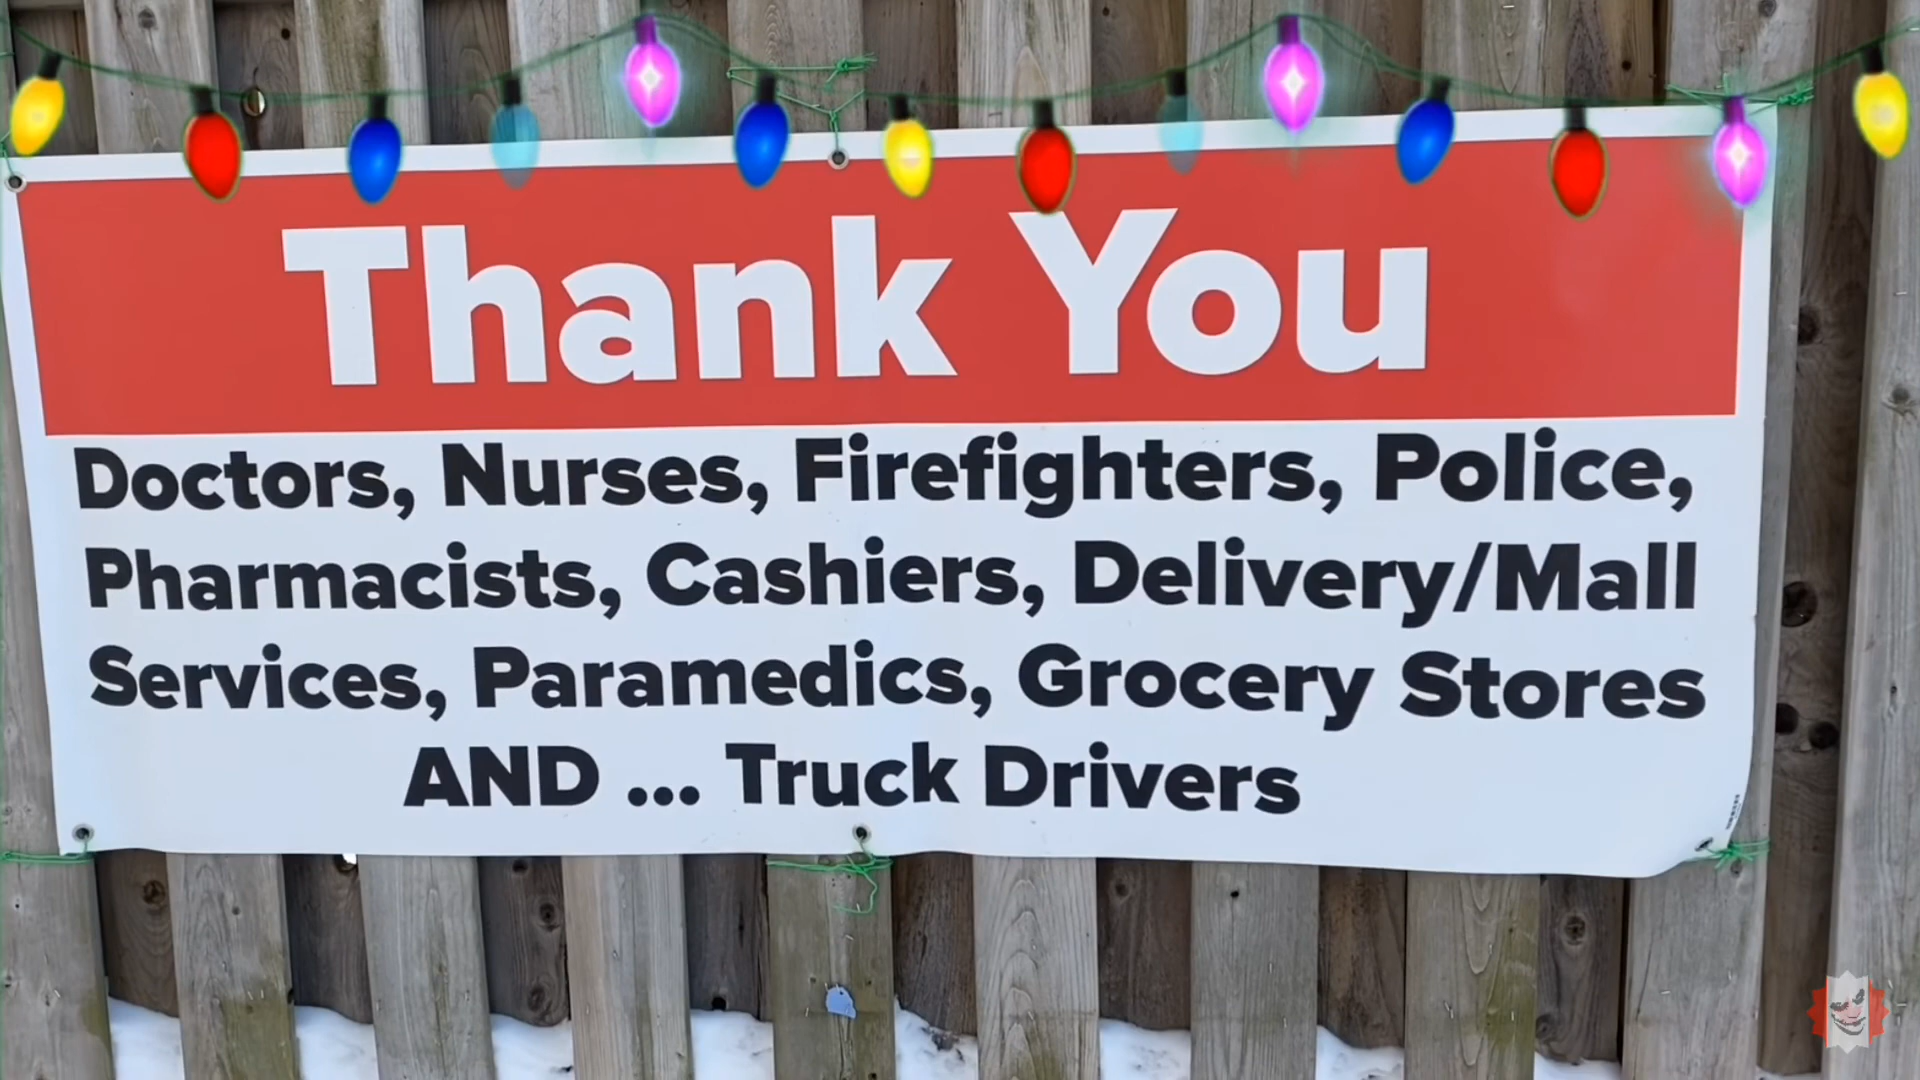 Thank You
Doctors, Nurses, Firefighters, Police,
Pharmacists, Cashiers, Delivery/Mall
Services, Paramedics, Grocery Stores
AND ... Truck Drivers